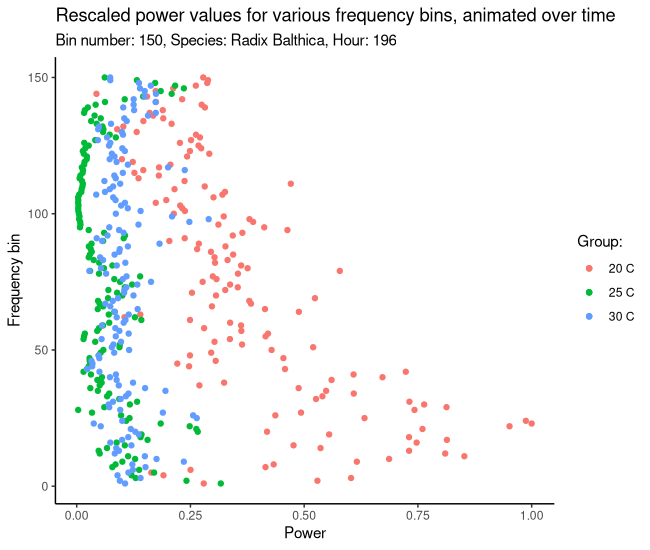 Rescaled power values for various frequency bins, animated over time
Bin number: 150, Species: Radix Balthica, Hour: 196
150
100
50
0
Frequency bin
0.00 0.25 0.50 0.75 1.00
Power
Group:
20 C
25 C
30 C